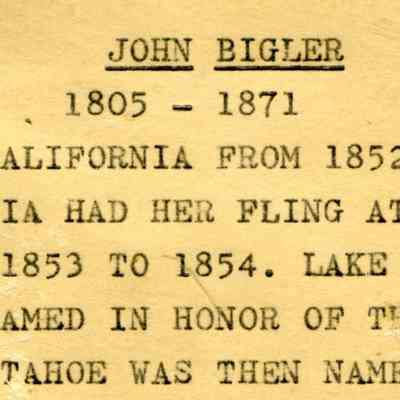 JOHN BIGLER
1805 - 1871
ALIFORNIA FROM 1852
IA HAD HER FLING AT
1853 TO 1854. LAKE
AMED IN HONOR OF TH
TAHOE WAS THEN NAME